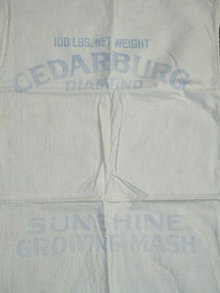 100 LBS. NET WEIGHT
CEDARBURG
DIAMOND
SUNSHINE
GROWING MASH